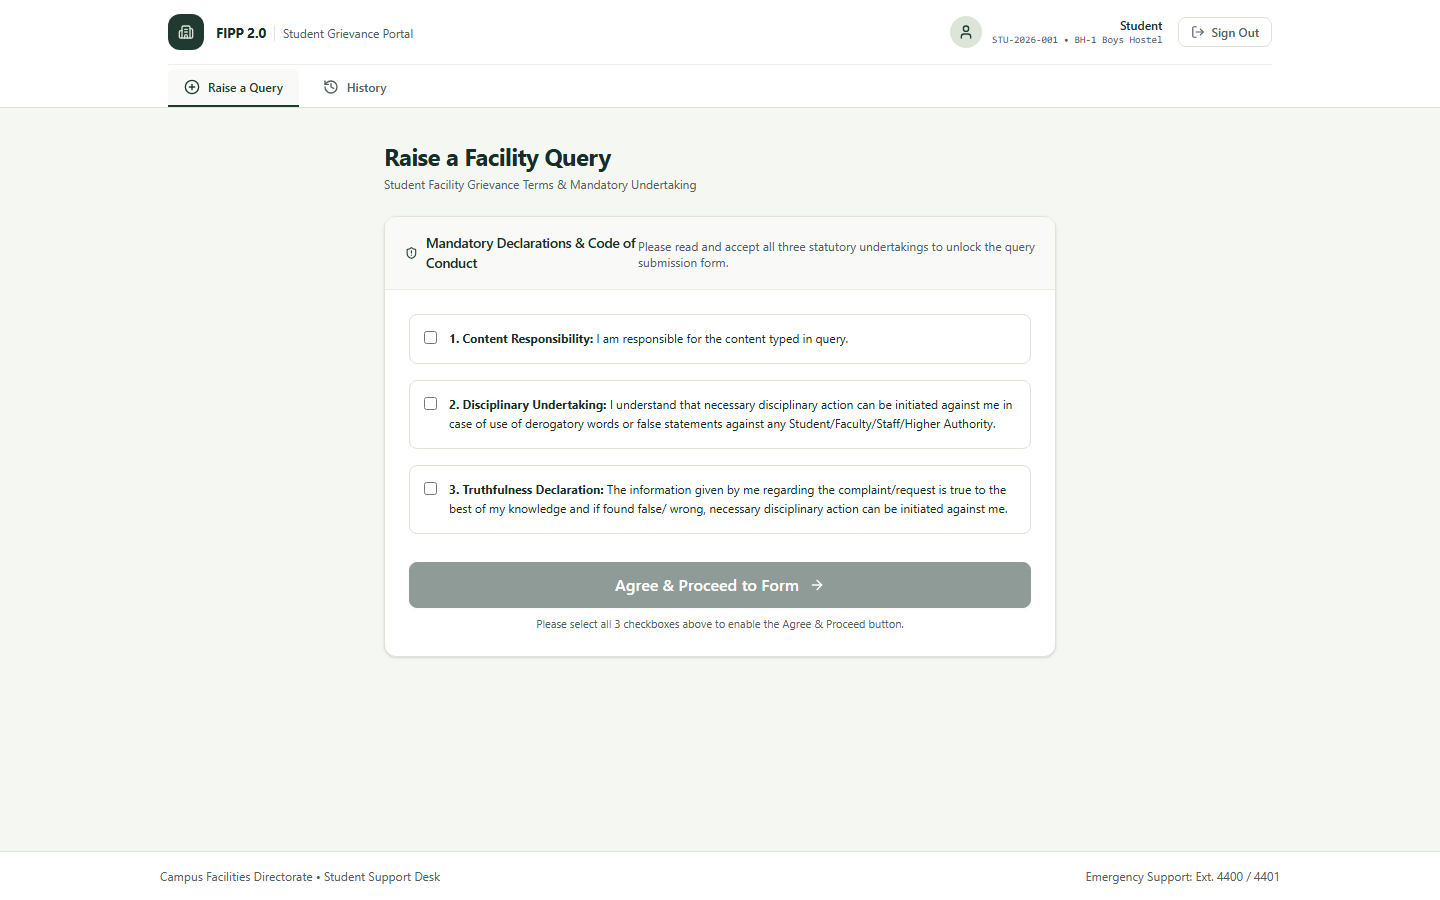 FIPP 2.0
Student Grievance Portal
Student
STU-2026-001 • BH-1 Boys Hostel
Sign Out
Raise a Query
History
Raise a Facility Query
Student Facility Grievance Terms & Mandatory Undertaking
Mandatory Declarations & Code of
Conduct
Please read and accept all three statutory undertakings to unlock the query
submission form.
1. Content Responsibility: I am responsible for the content typed in query.
2. Disciplinary Undertaking: I understand that necessary disciplinary action can be initiated against me in
case of use of derogatory words or false statements against any Student/Faculty/Staff/Higher Authority.
3. Truthfulness Declaration: The information given by me regarding the complaint/request is true to the
best of my knowledge and if found false/ wrong, necessary disciplinary action can be initiated against me.
Agree & Proceed to Form →
Please select all 3 checkboxes above to enable the Agree & Proceed button.
Campus Facilities Directorate • Student Support Desk
Emergency Support: Ext. 4400 / 4401